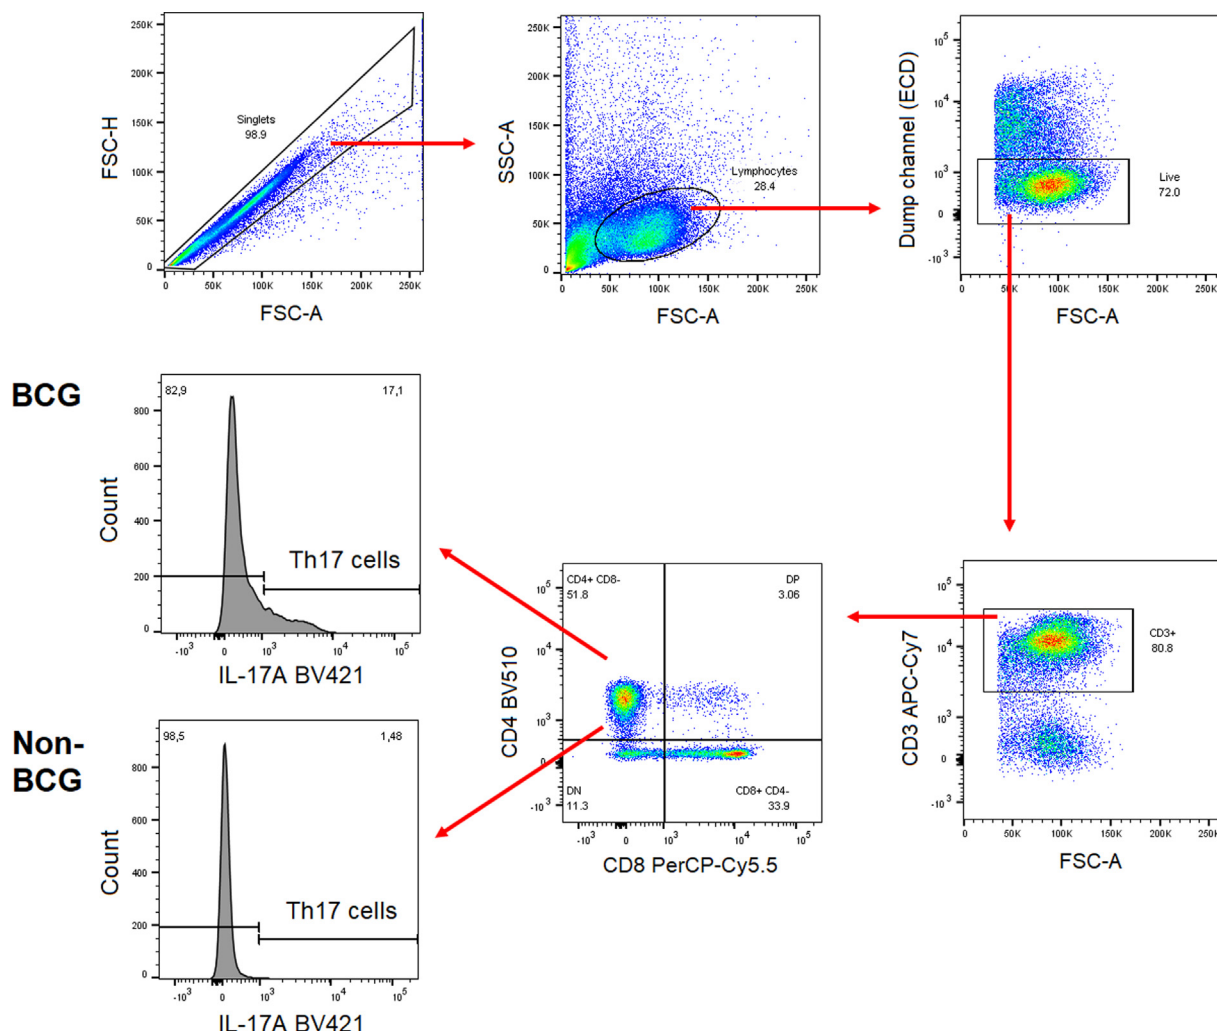 FSC-H
250K
200K
150K
100K
50K
0
Singlets
98.9
0 50K 100K 150K 200K 250K
FSC-A
SSC-A
250K
200K
150K
100K
50K
0
Lymphocytes
28.4
0 50K 100K 150K 200K 250K
FSC-A
Dump channel (ECD)
10^5
10^4
10^3
0
-10^3
Live
72.0
0 50K 100K 150K 200K 250K
FSC-A
BCG
Count
82,9 17,1
800
600
400
200
0
Th17 cells
-10^3 0 10^3 10^4 10^5
IL-17A BV421
Non-
BCG
Count
98,5 1,48
800
600
400
200
0
Th17 cells
-10^3 0 10^3 10^4 10^5
IL-17A BV421
CD4 BV510
10^5
10^4
10^3
0
-10^3
CD4+ CD8-
51.8
DP
3.06
DN
11.3
CD8+ CD4-
33.9
-10^3 0 10^3 10^4 10^5
CD8 PerCP-Cy5.5
CD3 APC-Cy7
10^5
10^4
10^3
0
-10^3
CD3+
80.8
0 50K 100K 150K 200K 250K
FSC-A